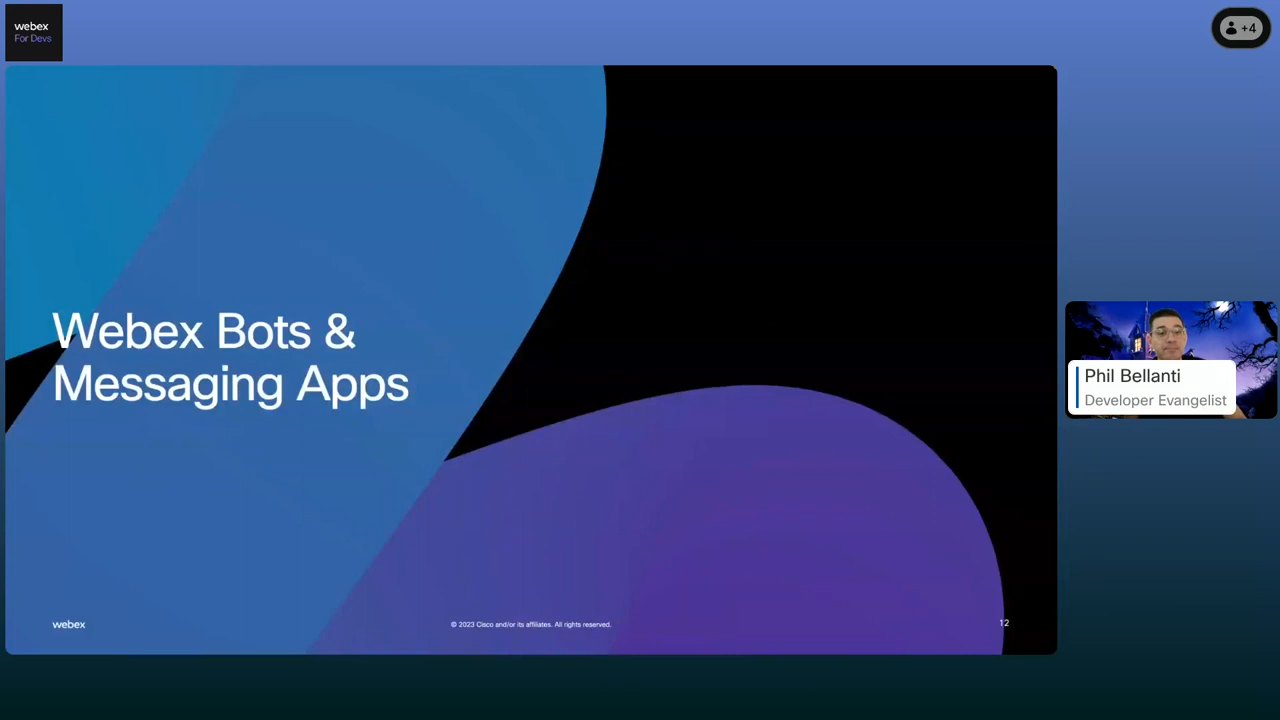 webex
For Devs
+4
Webex Bots &
Messaging Apps
Phil Bellanti
Developer Evangelist
webex
© 2023 Cisco and/or its affiliates. All rights reserved.
12